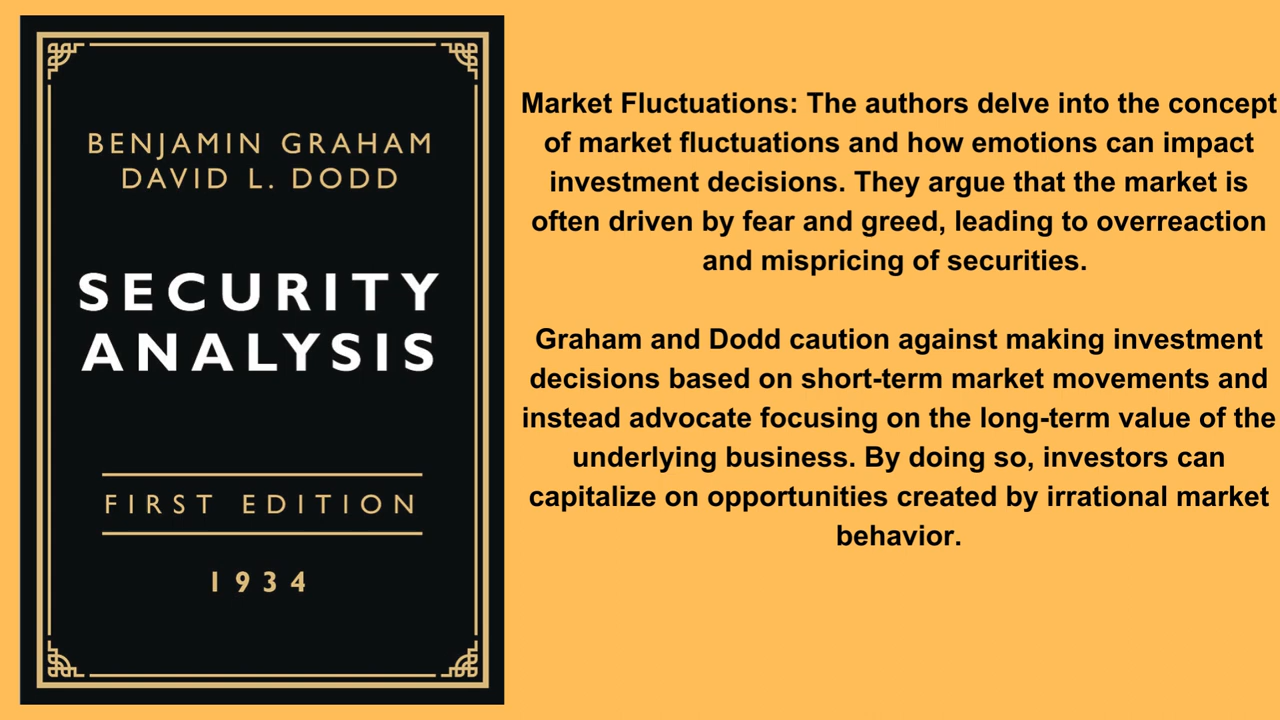 BENJAMIN GRAHAM
DAVID L. DODD
SECURITY
ANALYSIS
FIRST EDITION
1934
Market Fluctuations: The authors delve into the concept
of market fluctuations and how emotions can impact
investment decisions. They argue that the market is
often driven by fear and greed, leading to overreaction
and mispricing of securities.
Graham and Dodd caution against making investment
decisions based on short-term market movements and
instead advocate focusing on the long-term value of the
underlying business. By doing so, investors can
capitalize on opportunities created by irrational market
behavior.